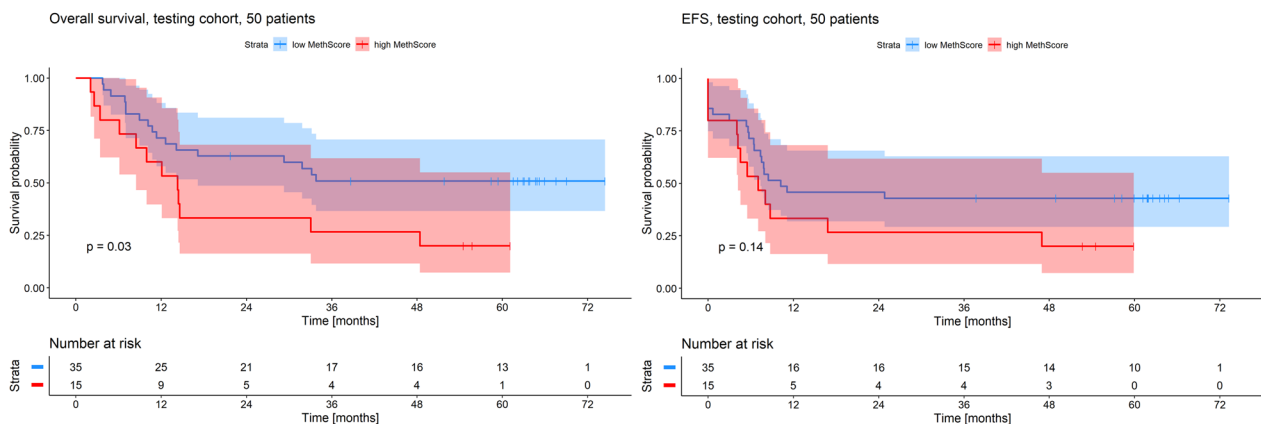 Overall survival, testing cohort, 50 patients
Strata low MethScore high MethScore
1.00
0.75
0.50
0.25
0.00
Survival probability
p = 0.03
0 12 24 36 48 60 72
Time [months]
Number at risk
Strata
35 25 21 17 16 13 1
15 9 5 4 4 1 0
0 12 24 36 48 60 72
Time [months]
EFS, testing cohort, 50 patients
Strata low MethScore high MethScore
1.00
0.75
0.50
0.25
0.00
Survival probability
p = 0.14
0 12 24 36 48 60 72
Time [months]
Number at risk
Strata
35 16 16 15 14 10 1
15 5 4 4 3 0 0
0 12 24 36 48 60 72
Time [months]